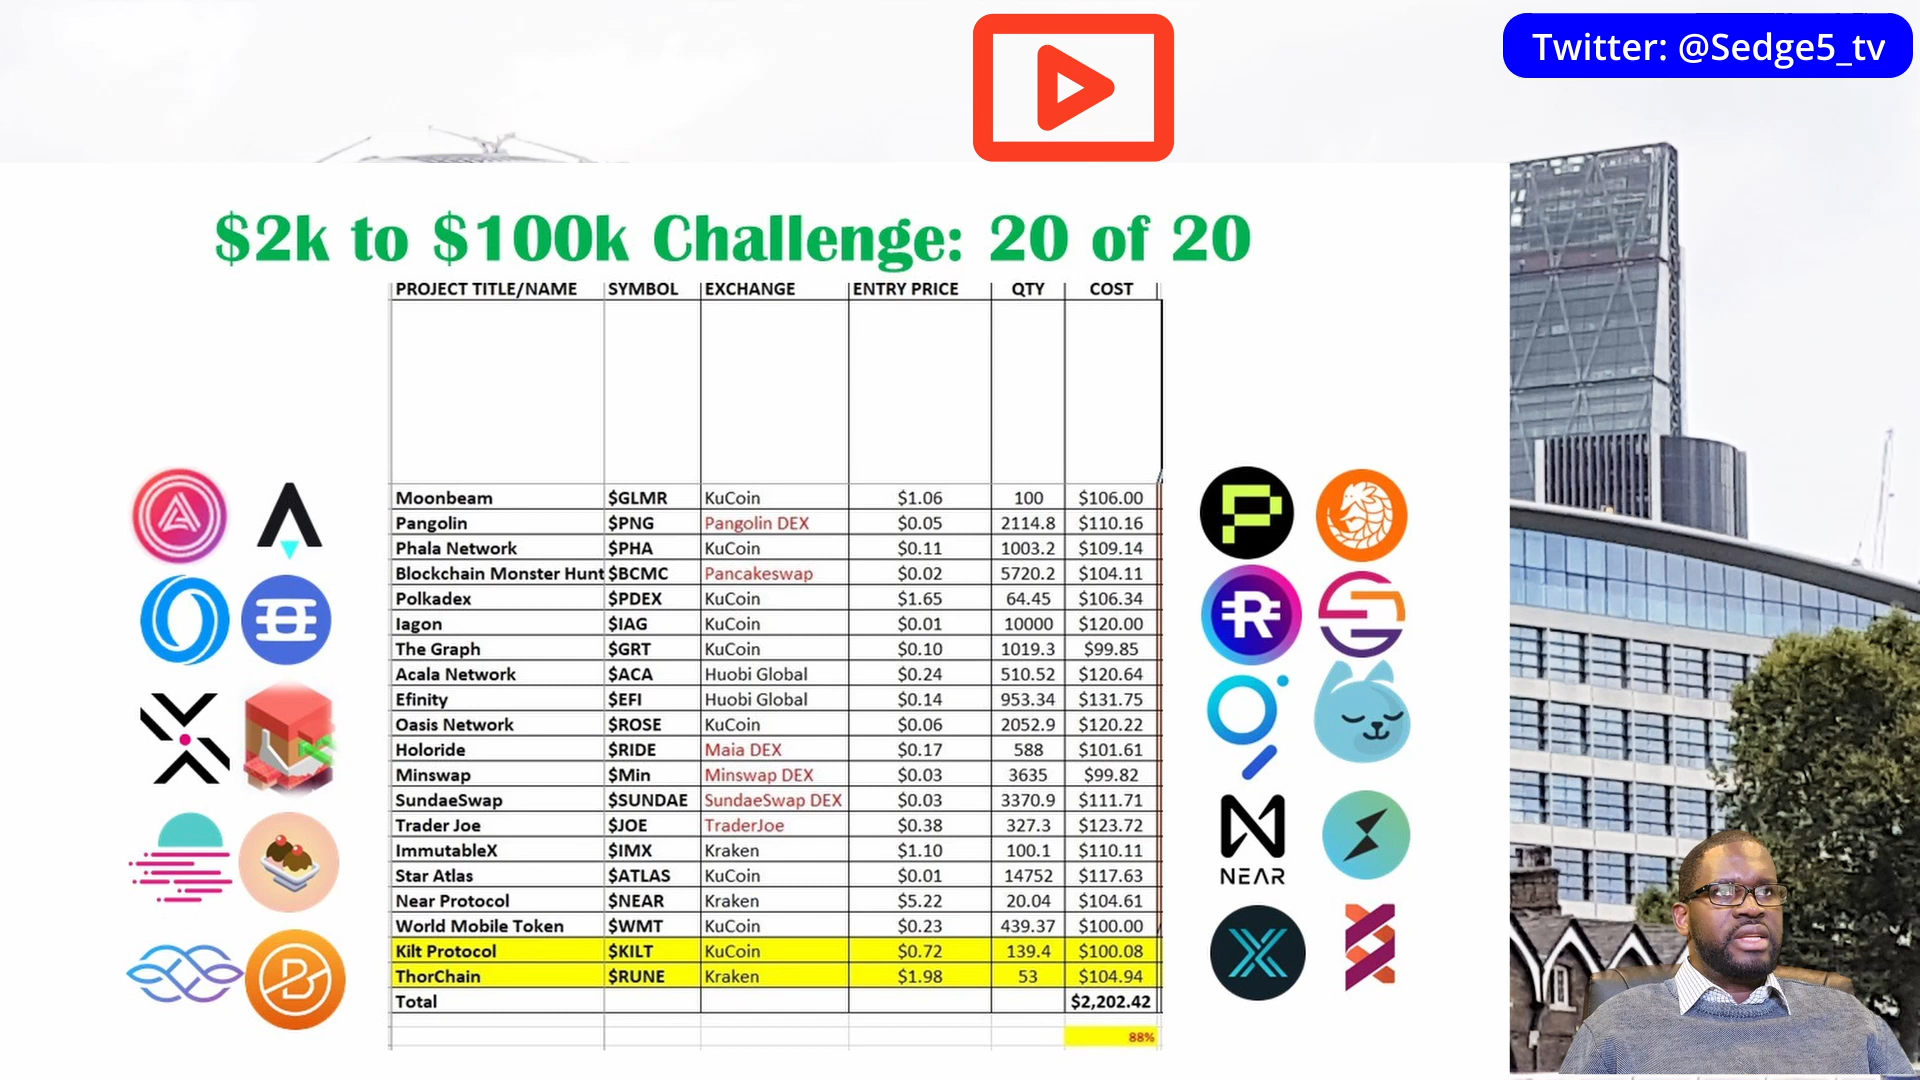 Twitter: @Sedge5_tv
$2k to $100k Challenge: 20 of 20
PROJECT TITLE/NAME SYMBOL EXCHANGE ENTRY PRICE QTY COST
Moonbeam $GLMR KuCoin $1.06 100 $106.00
Pangolin $PNG Pangolin DEX $0.05 2114.8 $110.16
Phala Network $PHA KuCoin $0.11 1003.2 $109.14
Blockchain Monster Hunt $BCMC Pancakeswap $0.02 5720.2 $104.11
Polkadex $PDEX KuCoin $1.65 64.45 $106.34
Iagon $IAG KuCoin $0.01 10000 $120.00
The Graph $GRT KuCoin $0.10 1019.3 $99.85
Acala Network $ACA Huobi Global $0.24 510.52 $120.64
Efinity $EFI Huobi Global $0.14 953.34 $131.75
Oasis Network $ROSE KuCoin $0.06 2052.9 $120.22
Holoride $RIDE Maia DEX $0.17 588 $101.61
Minswap $Min Minswap DEX $0.03 3635 $99.82
SundaeSwap $SUNDAE SundaeSwap DEX $0.03 3370.9 $111.71
Trader Joe $JOE TraderJoe $0.38 327.3 $123.72
ImmutableX $IMX Kraken $1.10 100.1 $110.11
Star Atlas $ATLAS KuCoin $0.01 14752 $117.63
Near Protocol $NEAR Kraken $5.22 20.04 $104.61
World Mobile Token $WMT KuCoin $0.23 439.37 $100.00
Kilt Protocol $KILT KuCoin $0.72 139.4 $100.08
ThorChain $RUNE Kraken $1.98 53 $104.94
Total $2,202.42
88%
NEAR